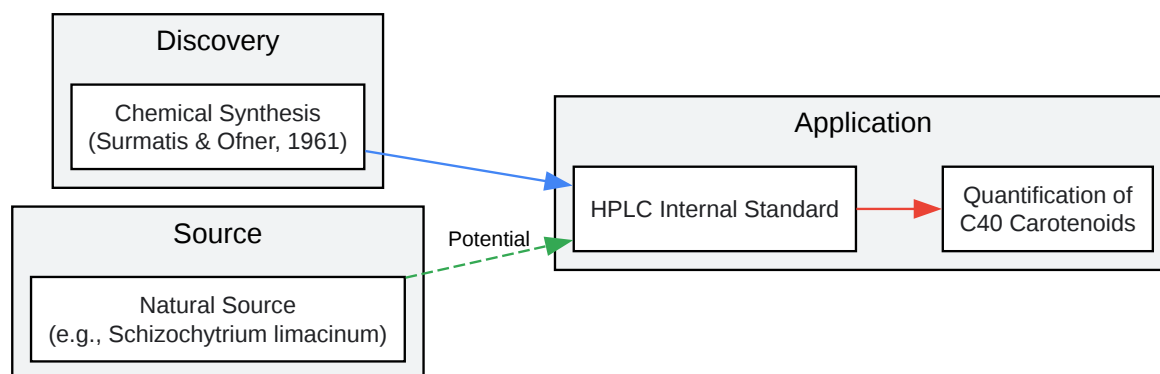 Discovery
Chemical Synthesis
(Surmatis & Ofner, 1961)
Source
Natural Source
(e.g., Schizochytrium limacinum)
Potential
Application
HPLC Internal Standard
Quantification of
C40 Carotenoids